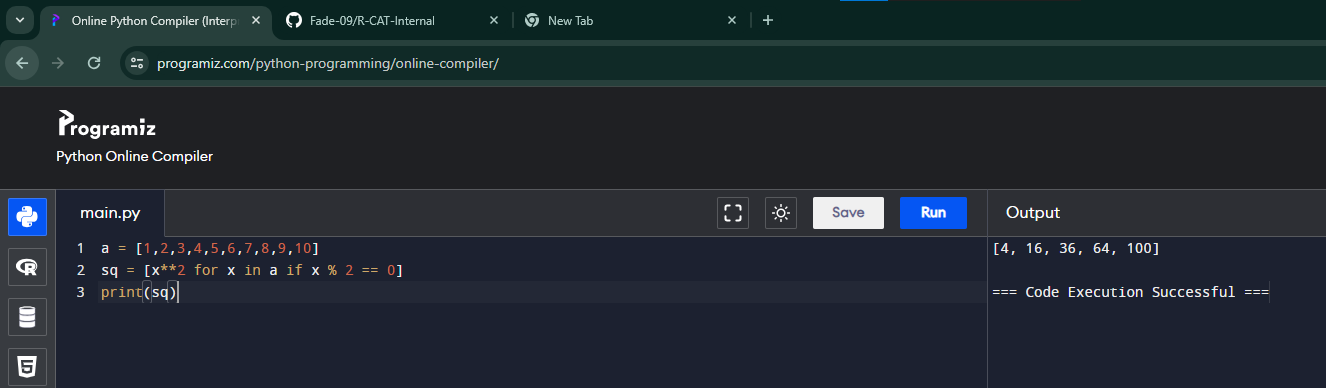 Online Python Compiler (Interp
Fade-09/R-CAT-Internal
New Tab
programiz.com/python-programming/online-compiler/
Programiz
Python Online Compiler
main.py
Save
Run
Output
1 a = [1,2,3,4,5,6,7,8,9,10]
2 sq = [x**2 for x in a if x % 2 == 0]
3 print(sq)
[4, 16, 36, 64, 100]
=== Code Execution Successful ===